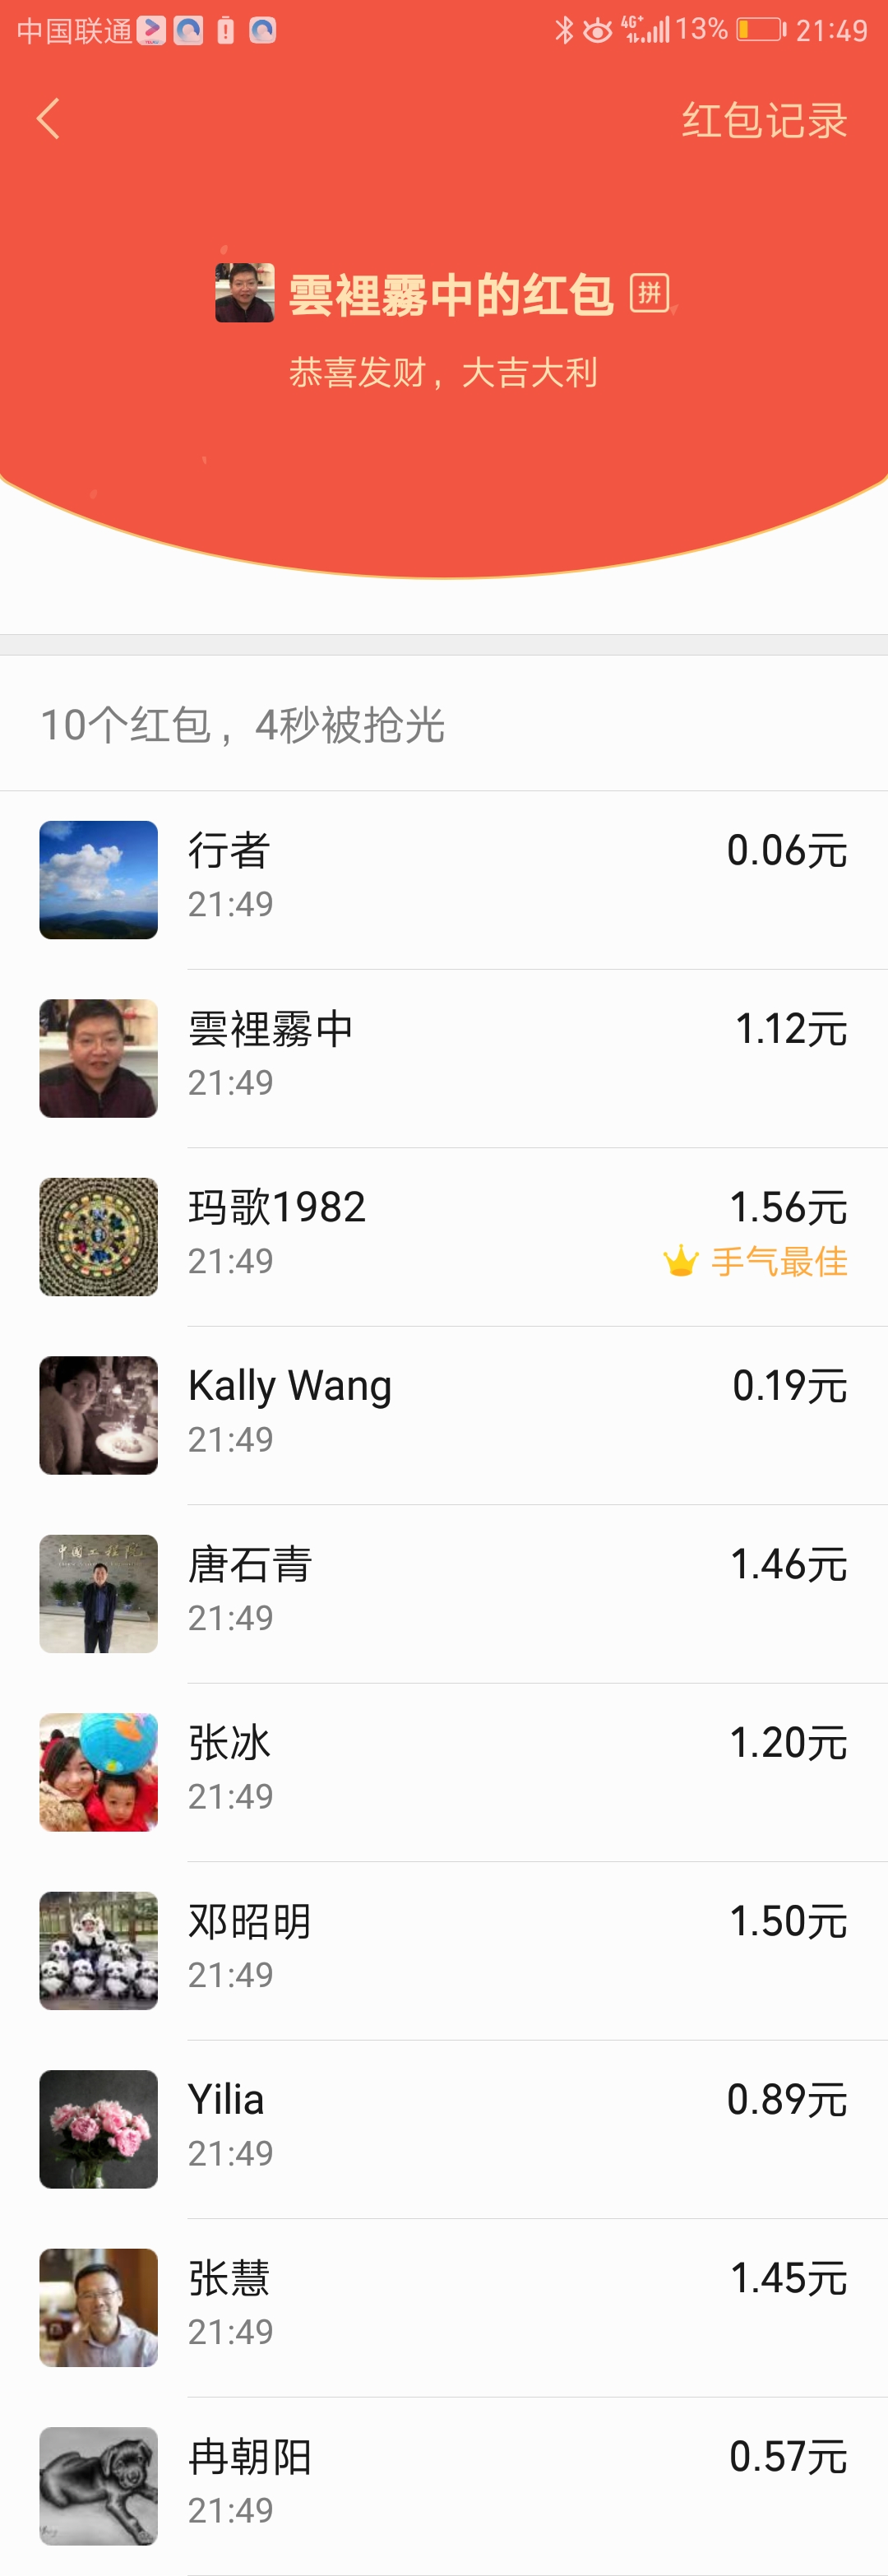 中国联通 4G+ 13% 21:49
红包记录
雲裡霧中的红包 拼
恭喜发财，大吉大利
10个红包，4秒被抢光
行者 0.06元
21:49
雲裡霧中 1.12元
21:49
玛歌1982 1.56元
21:49 手气最佳
Kally Wang 0.19元
21:49
中国工程院
唐石青 1.46元
21:49
张冰 1.20元
21:49
邓昭明 1.50元
21:49
Yilia 0.89元
21:49
张慧 1.45元
21:49
冉朝阳 0.57元
21:49